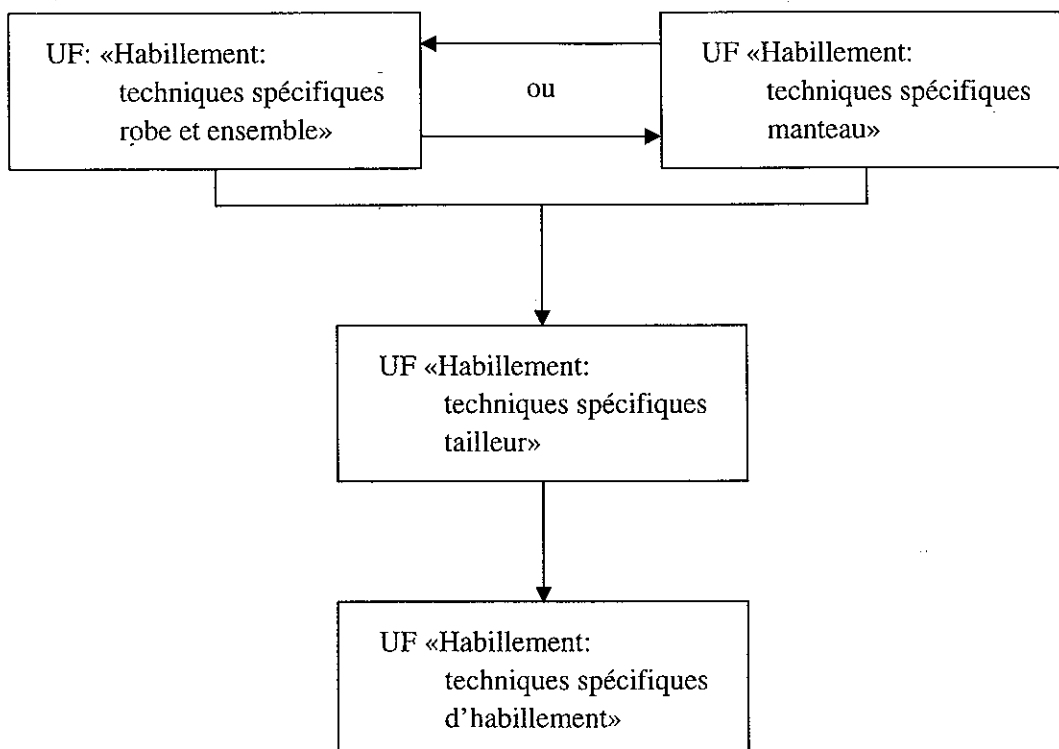 UF: «Habillement:
techniques spécifiques
robe et ensemble»
ou
UF «Habillement:
techniques spécifiques
manteau»
UF «Habillement:
techniques spécifiques
tailleur»
UF «Habillement:
techniques spécifiques
d'habillement»